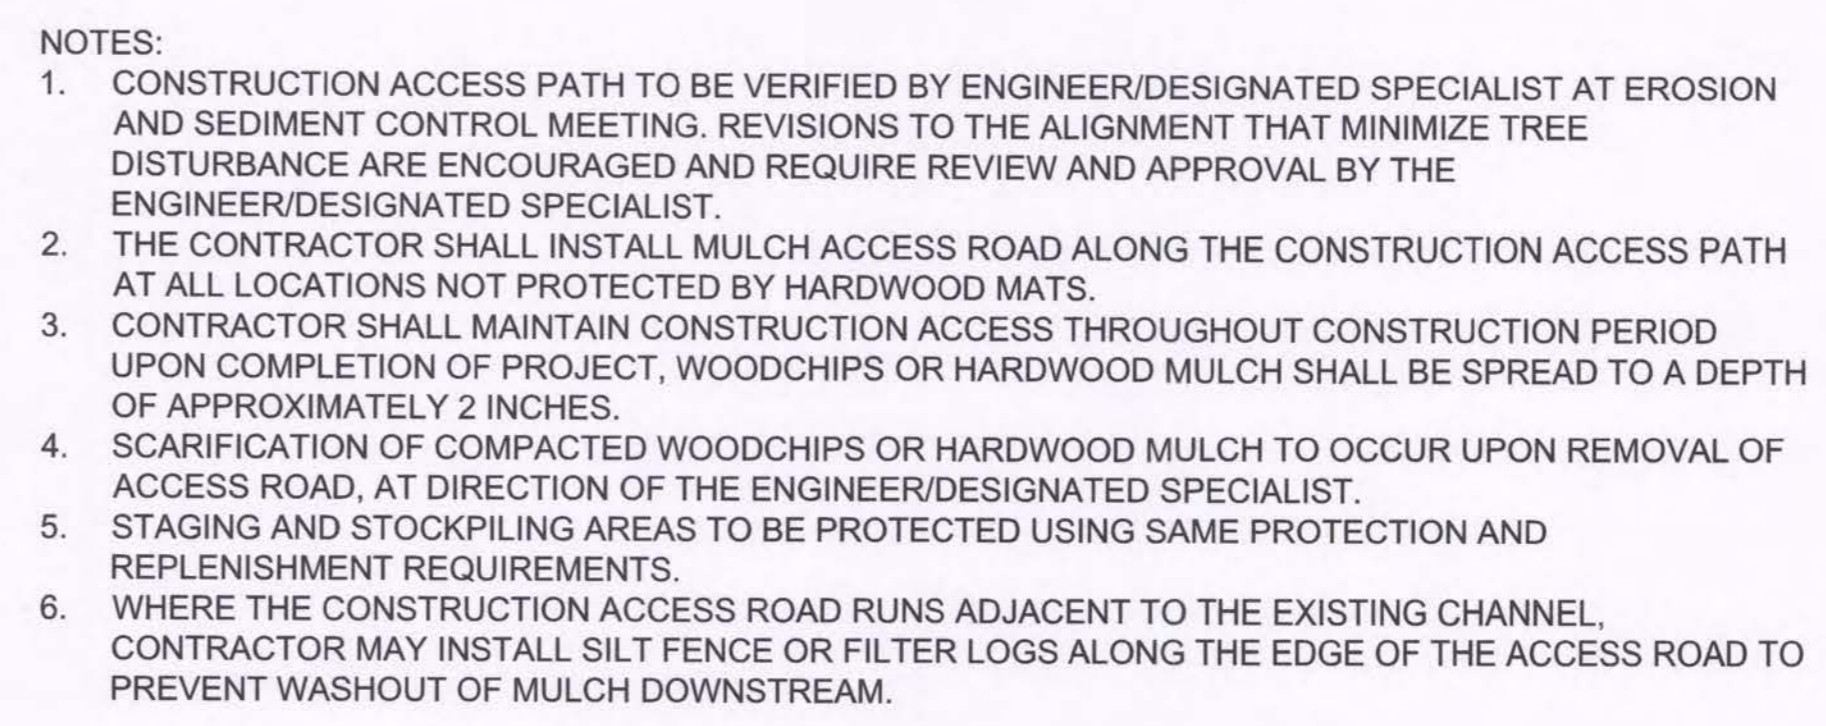 NOTES:
1. CONSTRUCTION ACCESS PATH TO BE VERIFIED BY ENGINEER/DESIGNATED SPECIALIST AT EROSION
AND SEDIMENT CONTROL MEETING. REVISIONS TO THE ALIGNMENT THAT MINIMIZE TREE
DISTURBANCE ARE ENCOURAGED AND REQUIRE REVIEW AND APPROVAL BY THE
ENGINEER/DESIGNATED SPECIALIST.
2. THE CONTRACTOR SHALL INSTALL MULCH ACCESS ROAD ALONG THE CONSTRUCTION ACCESS PATH
AT ALL LOCATIONS NOT PROTECTED BY HARDWOOD MATS.
3. CONTRACTOR SHALL MAINTAIN CONSTRUCTION ACCESS THROUGHOUT CONSTRUCTION PERIOD
UPON COMPLETION OF PROJECT, WOODCHIPS OR HARDWOOD MULCH SHALL BE SPREAD TO A DEPTH
OF APPROXIMATELY 2 INCHES.
4. SCARIFICATION OF COMPACTED WOODCHIPS OR HARDWOOD MULCH TO OCCUR UPON REMOVAL OF
ACCESS ROAD, AT DIRECTION OF THE ENGINEER/DESIGNATED SPECIALIST.
5. STAGING AND STOCKPILING AREAS TO BE PROTECTED USING SAME PROTECTION AND
REPLENISHMENT REQUIREMENTS.
6. WHERE THE CONSTRUCTION ACCESS ROAD RUNS ADJACENT TO THE EXISTING CHANNEL,
CONTRACTOR MAY INSTALL SILT FENCE OR FILTER LOGS ALONG THE EDGE OF THE ACCESS ROAD TO
PREVENT WASHOUT OF MULCH DOWNSTREAM.